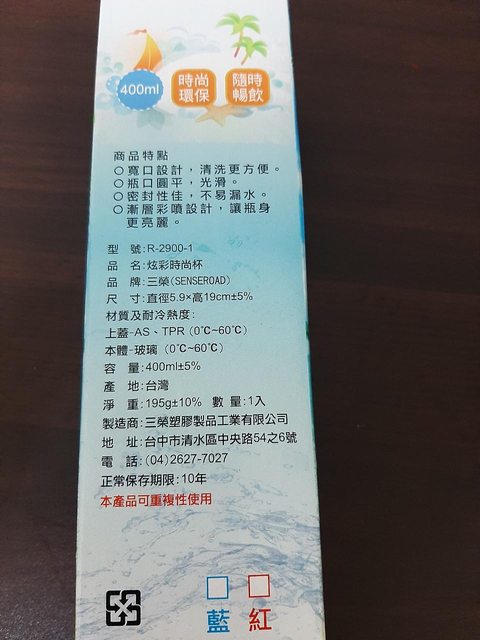 400ml
時尚
環保
隨時
暢飲
商品特點
○寬口設計，清洗更方便。
○瓶口圓平，光滑。
○密封性佳，不易漏水。
○漸層彩噴設計，讓瓶身
更亮麗。
型 號:R-2900-1
品 名:炫彩時尚杯
品 牌:三榮(SENSEROAD)
尺 寸:直徑5.9×高19cm±5%
材質及耐冷熱度:
上蓋-AS、TPR (0℃~60℃)
本體-玻璃 (0℃~60℃)
容 量:400ml±5%
產 地:台灣
淨 重:195g±10% 數 量:1入
製造商:三榮塑膠製品工業有限公司
地 址:台中市清水區中央路54之6號
電 話:(04)2627-7027
正常保存期限:10年
本產品可重複性使用
□ 藍
□ 紅